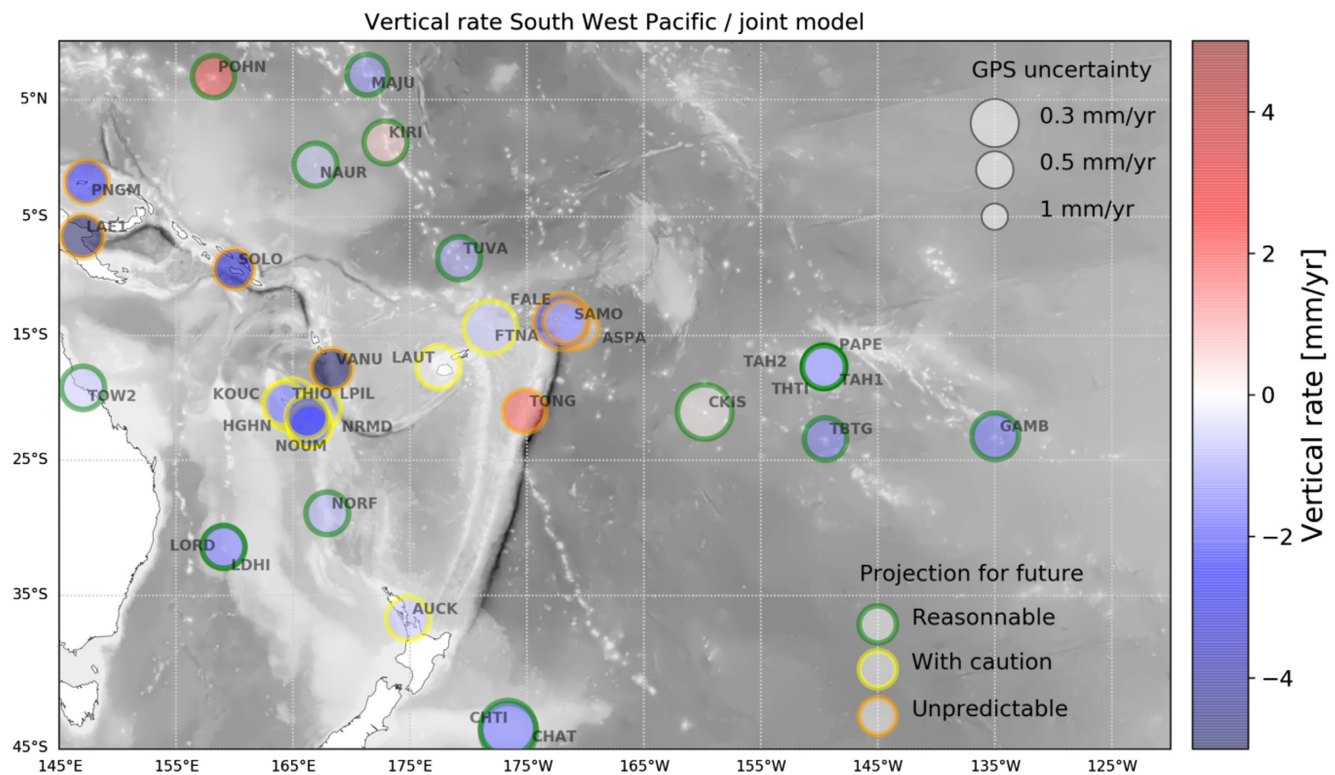 Vertical rate South West Pacific / joint model
POHN
MAJU
GPS uncertainty
5°N
0.3 mm/yr
KIRI
NAUR
0.5 mm/yr
PNGM
1 mm/yr
5°S
LAE1
TUVA
SOLO
FALE
SAMO
15°S
FTNA
ASPA
VANU
LAUT
PAPE
TAH2
TAH1
THTI
TOW2
KOUC
THIO
LPIL
TONG
CKIS
HGHN
NRMD
TBTG
GAMB
NOUM
25°S
NORF
LORD
LDHI
Projection for future
35°S
AUCK
Reasonnable
With caution
Unpredictable
CHTI
CHAT
45°S
145°E 155°E 165°E 175°E 175°W 165°W 155°W 145°W 135°W 125°W
4
2
0
−2
−4
Vertical rate [mm/yr]